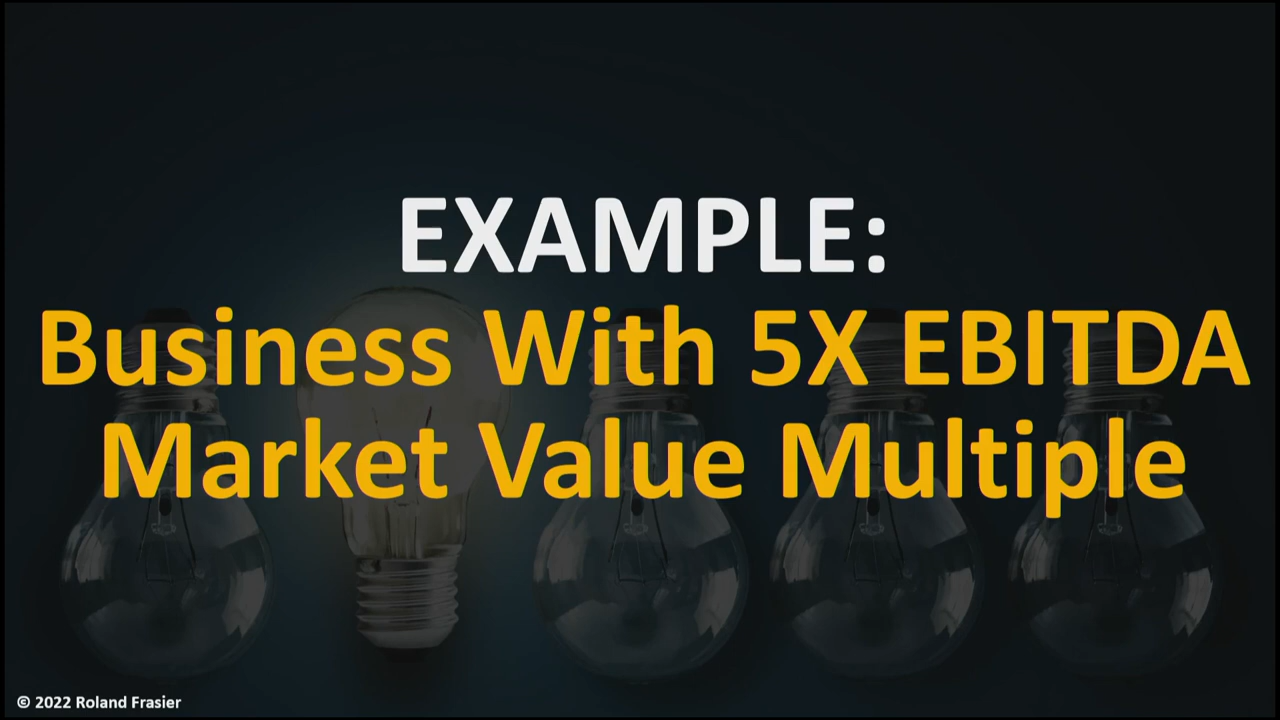 EXAMPLE:
Business With 5X EBITDA
Market Value Multiple
© 2022 Roland Frasier